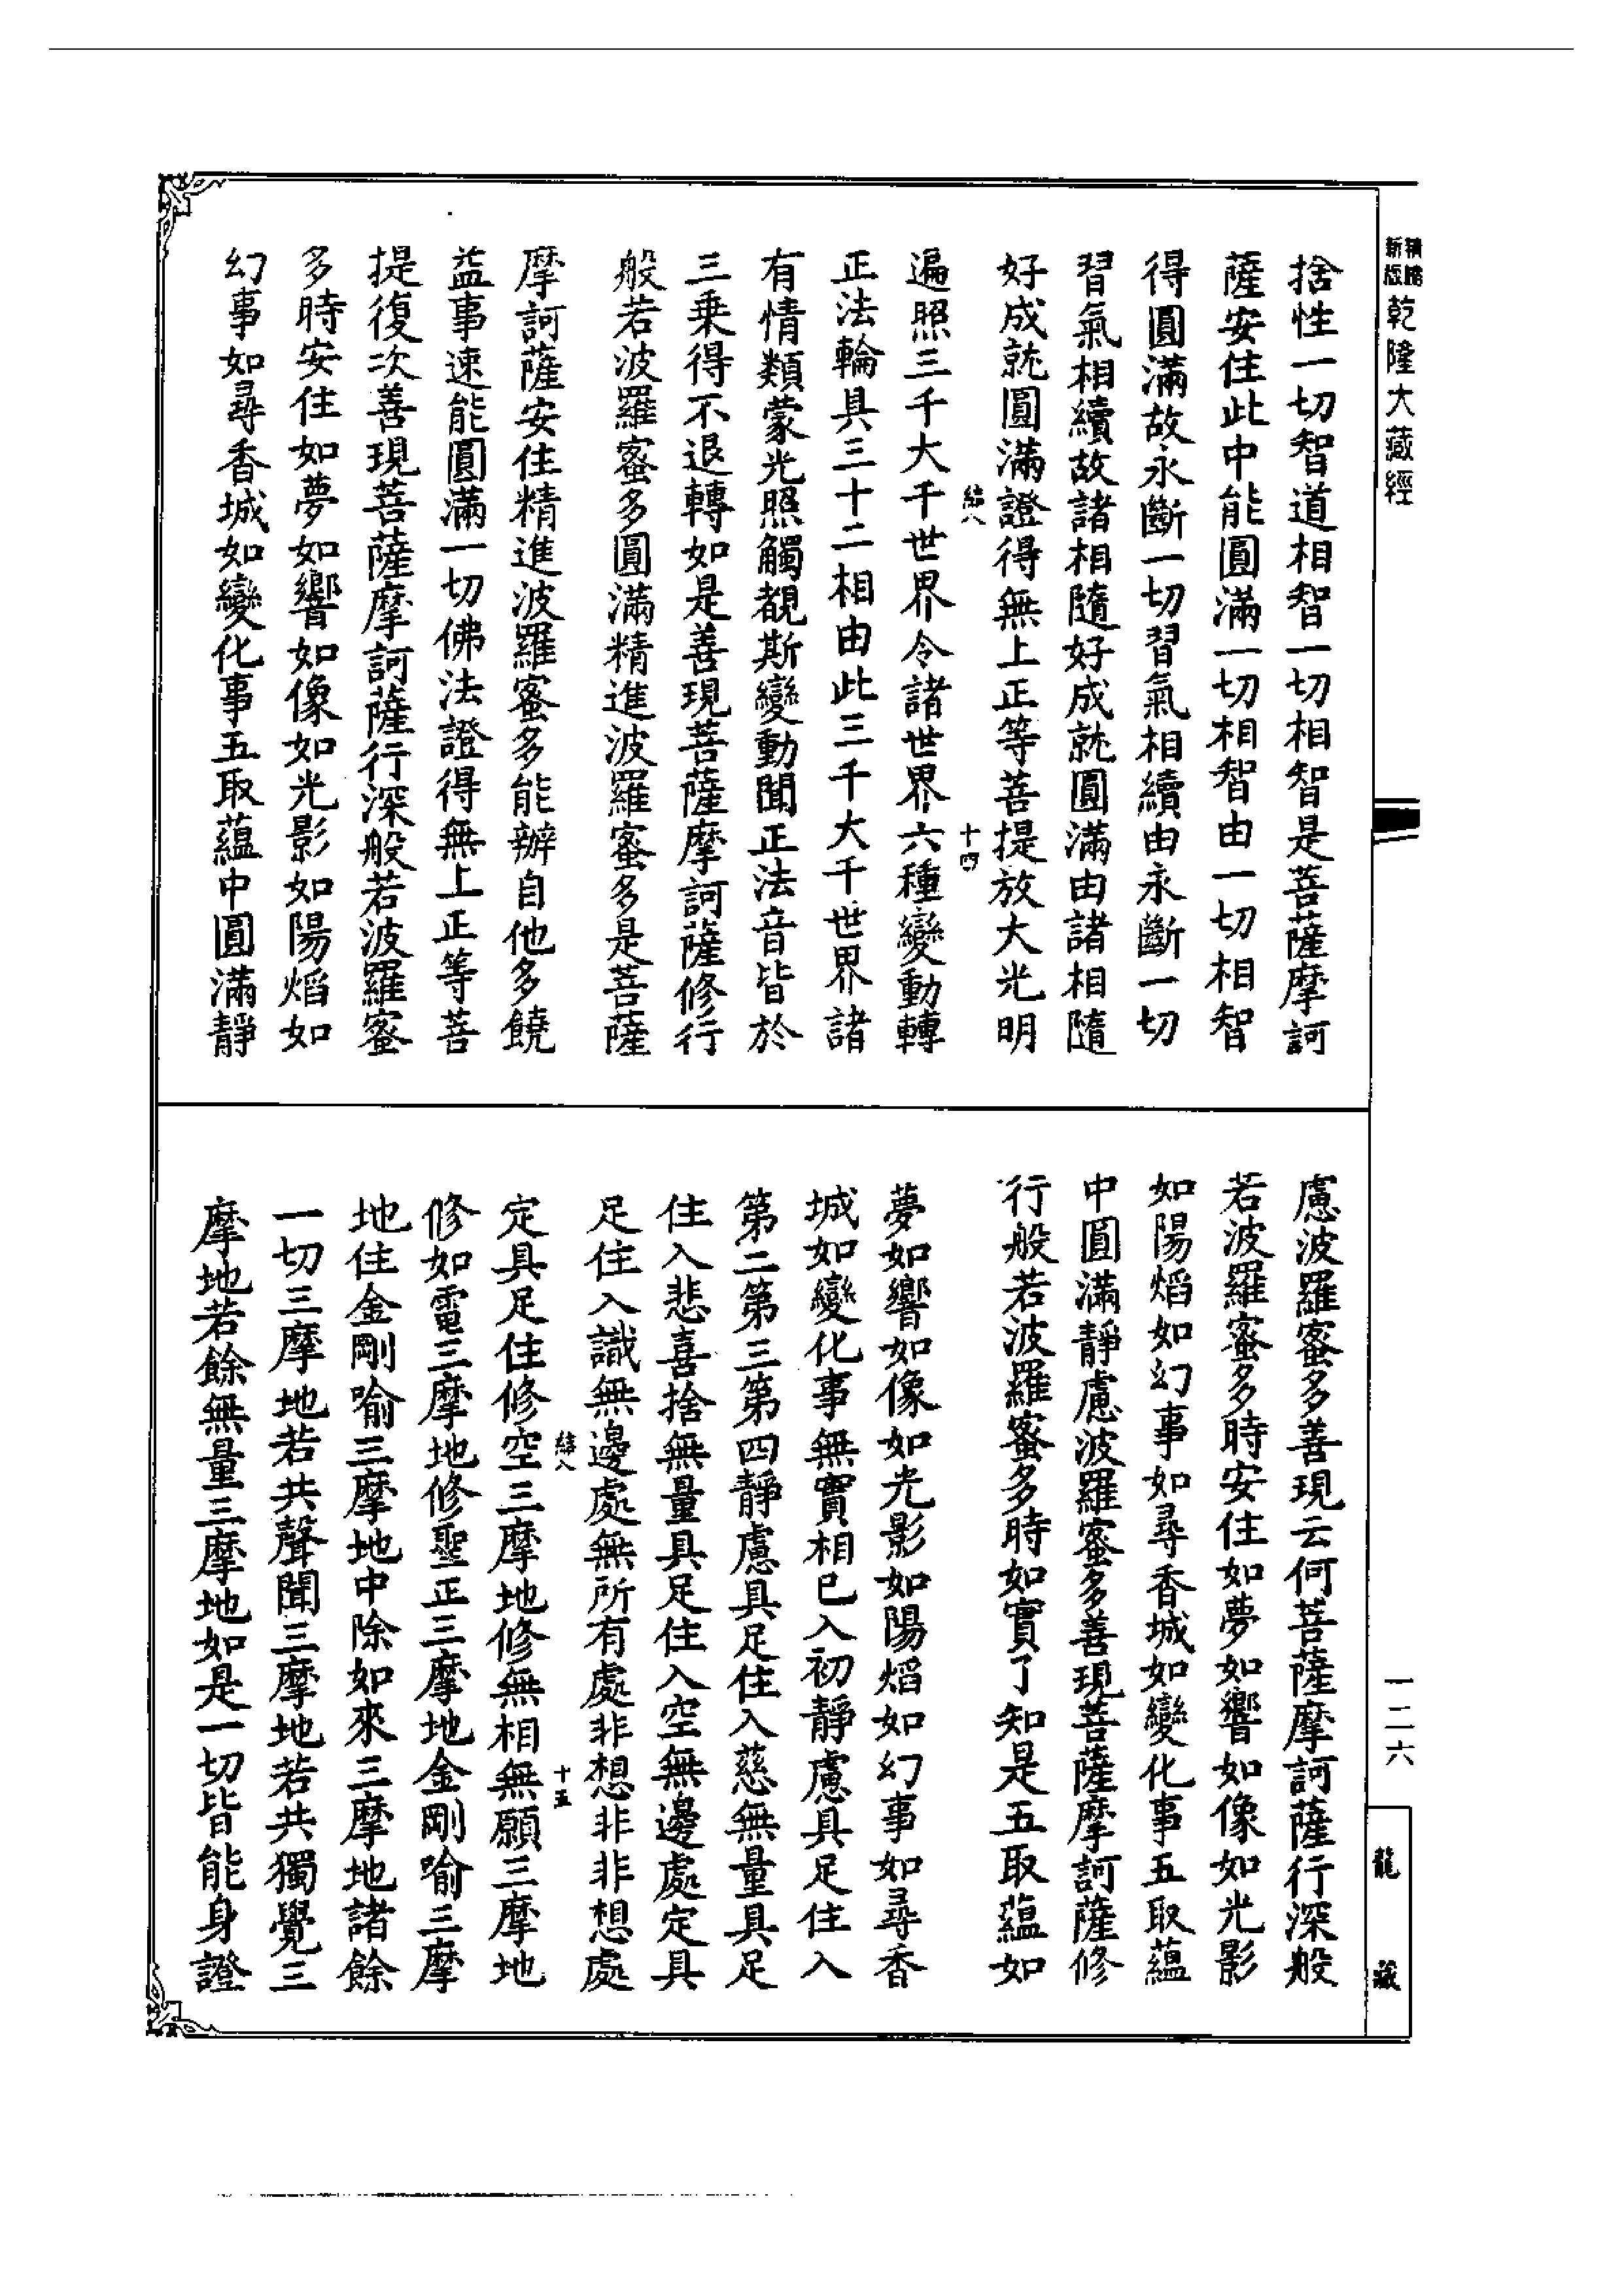 乾隆大藏經
捨性一切智道相智一切相智是菩薩摩訶
薩安住此中能圓滿一切相智由一切相智
得圓滿故永斷一切習氣相續由永斷一切
習氣相續故諸相隨好成就圓滿由諸相隨
好成就圓滿證得無上正等菩提放大光明
十四
遍照三千大千世界令諸世界六種變動轉
正法輪具三十二相由此三千大千世界諸
有情類蒙光照觸覩斯變動聞正法音皆於
三乗得不退轉如是善現菩薩摩訶薩修行
般若波羅蜜多圓滿精進波羅蜜多是菩薩
摩訶薩安住精進波羅蜜多能辦自他多饒
益事速能圓滿一切佛法證得無上正等菩
提復次善現菩薩摩訶薩行深般若波羅蜜
多時安住如夢如響如像如光影如陽焰如
幻事如尋香城如變化事五取蘊中圓滿靜
慮波羅蜜多善現云何菩薩摩訶薩行深般
若波羅蜜多時安住如夢如響如像如光影
如陽焰如幻事如尋香城如變化事五取蘊
中圓滿靜慮波羅蜜多善現菩薩摩訶薩修
行般若波羅蜜多時如實了知是五取蘊如
夢如響如像如光影如陽焰如幻事如尋香
城如變化事無實相已入初靜慮具足住入
第二第三第四靜慮具足住入慈無量具足
住入悲喜捨無量具足住入空無邊處定具
足住入識無邊處無所有處非想非非想處
十五
定具足住修空三摩地修無相無願三摩地
修如電三摩地修聖正三摩地金剛喻三摩
地住金剛喻三摩地中除如來三摩地諸餘
一切三摩地若共聲聞三摩地若共獨覺三
摩地若餘無量三摩地如是一切皆能身證
一二六
龍藏